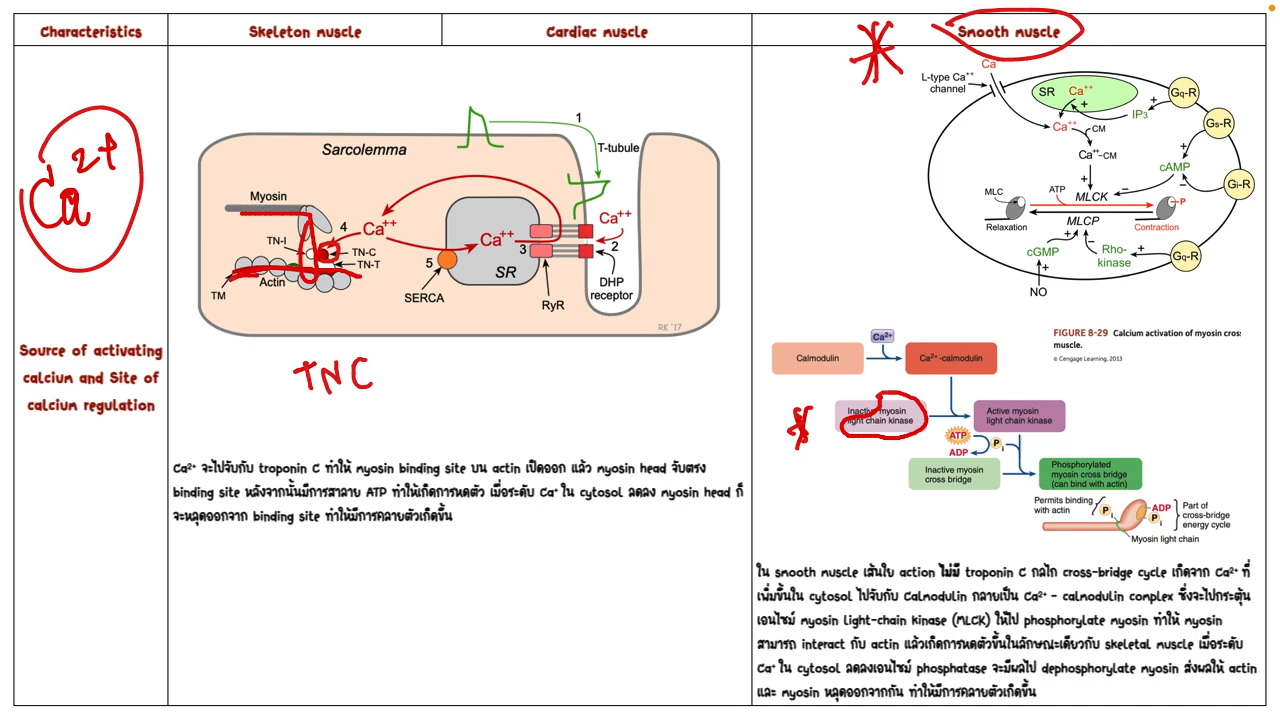 Characteristics
Skeleton muscle
Cardiac muscle
Smooth muscle
Ca2+
Source of activating
calcium and Site of
calcium regulation
1
T-tubule
Sarcolemma
Myosin
4
Ca++
Ca++
TN-I
TN-C
TN-T
TM
Actin
5
SERCA
Ca++
SR
3
2
RyR
DHP
receptor
RK '17
TNC
Ca²⁺ จะไปจับกับ troponin C ทำให้ myosin binding site บน actin เปิดออก แล้ว myosin head จับตรง
binding site หลังจากนั้นมีการสาลาย ATP ทำให้เกิดการหดตัว เมื่อระดับ Ca⁺ ใน cytosol ลดลง myosin head ก็
จะหลุดออกจาก binding site ทำให้มีการคลายตัวเกิดขึ้น
Ca
L-type Ca++
channel
SR Ca++
+
IP3
+
Gq-R
Ca++
CM
Ca++–CM
Gs-R
+
cAMP
+
–
–
Gi-R
MLC
ATP
MLCK
P
Relaxation
MLCP
Contraction
+
–
cGMP
Rho-
kinase
+
Gq-R
+
NO
FIGURE 8-29 Calcium activation of myosin cros
muscle.
© Cengage Learning, 2013
Ca2+
Calmodulin
Ca2+-calmodulin
Inactive myosin
light chain kinase
Active myosin
light chain kinase
ATP
Pi
ADP
Inactive myosin
cross bridge
Phosphorylated
myosin cross bridge
(can bind with actin)
Permits binding
with actin
Pi
ADP
Pi
Part of
cross-bridge
energy cycle
Myosin light chain
ใน smooth muscle เส้นใย action ไม่มี troponin C กลไก cross-bridge cycle เกิดจาก Ca²⁺ ที่
เพิ่มขึ้นใน cytosol ไปจับกับ Calmodulin กลายเป็น Ca²⁺ - calmodulin complex ซึ่งจะไปกระตุ้น
เอนไซม์ myosin light-chain kinase (MLCK) ให้ไป phosphorylate myosin ทำให้ myosin
สามารถ interact กับ actin แล้วเกิดการหดตัวขึ้นในลักษณะเดียวกับ skeletal muscle เมื่อระดับ
Ca⁺ ใน cytosol ลดลงเอนไซม์ phosphatase จะมีผลไป dephosphorylate myosin ส่งผลให้ actin
และ myosin หลุดออกจากกัน ทำให้มีการคลายตัวเกิดขึ้น